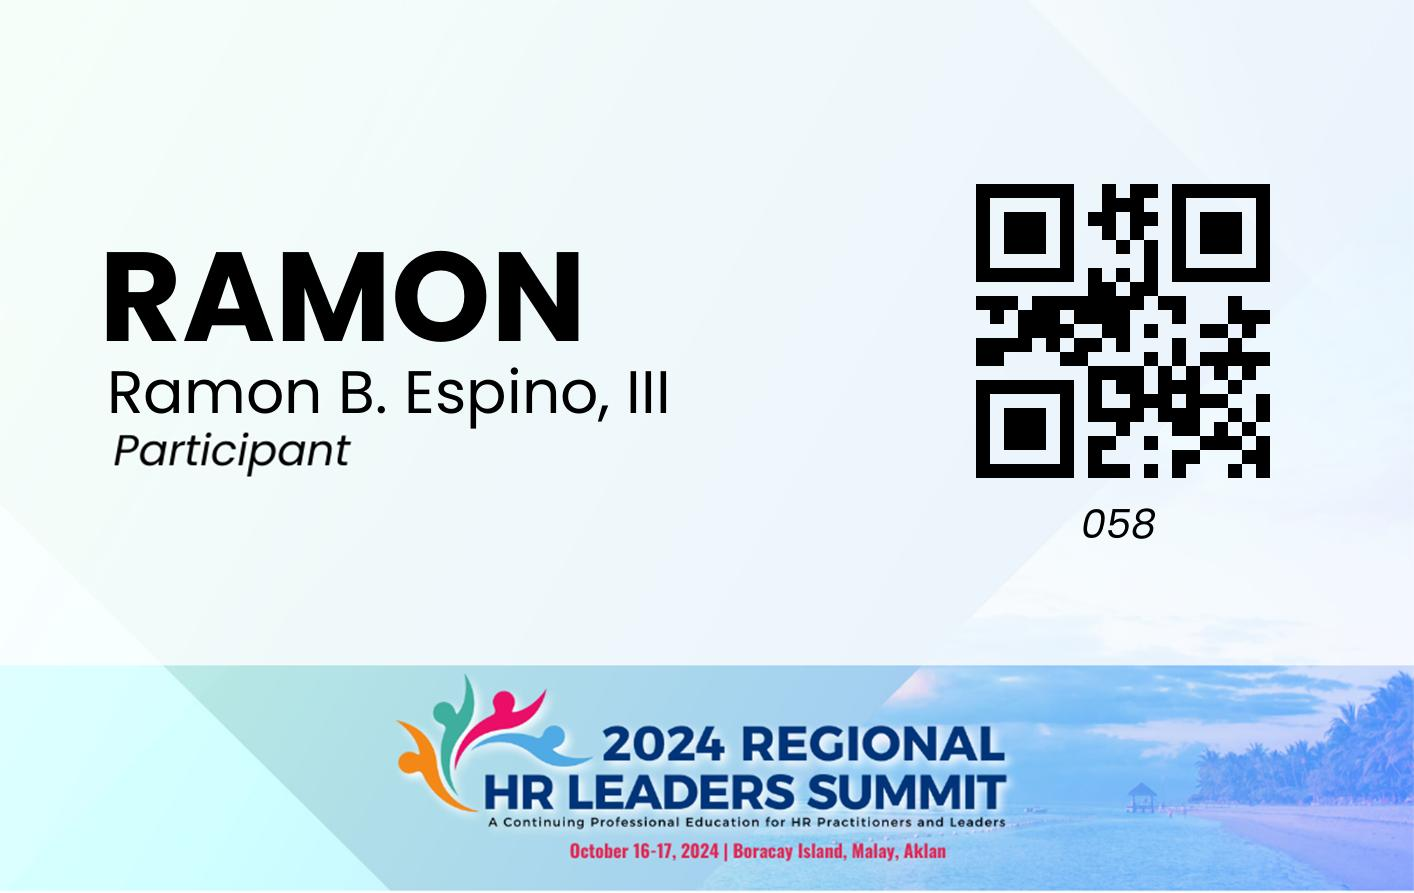 RAMON
Ramon B. Espino, III
Participant
058
2024 REGIONAL
HR LEADERS SUMMIT
A Continuing Professional Education for HR Practitioners and Leaders
October 16-17, 2024 | Boracay Island, Malay, Aklan